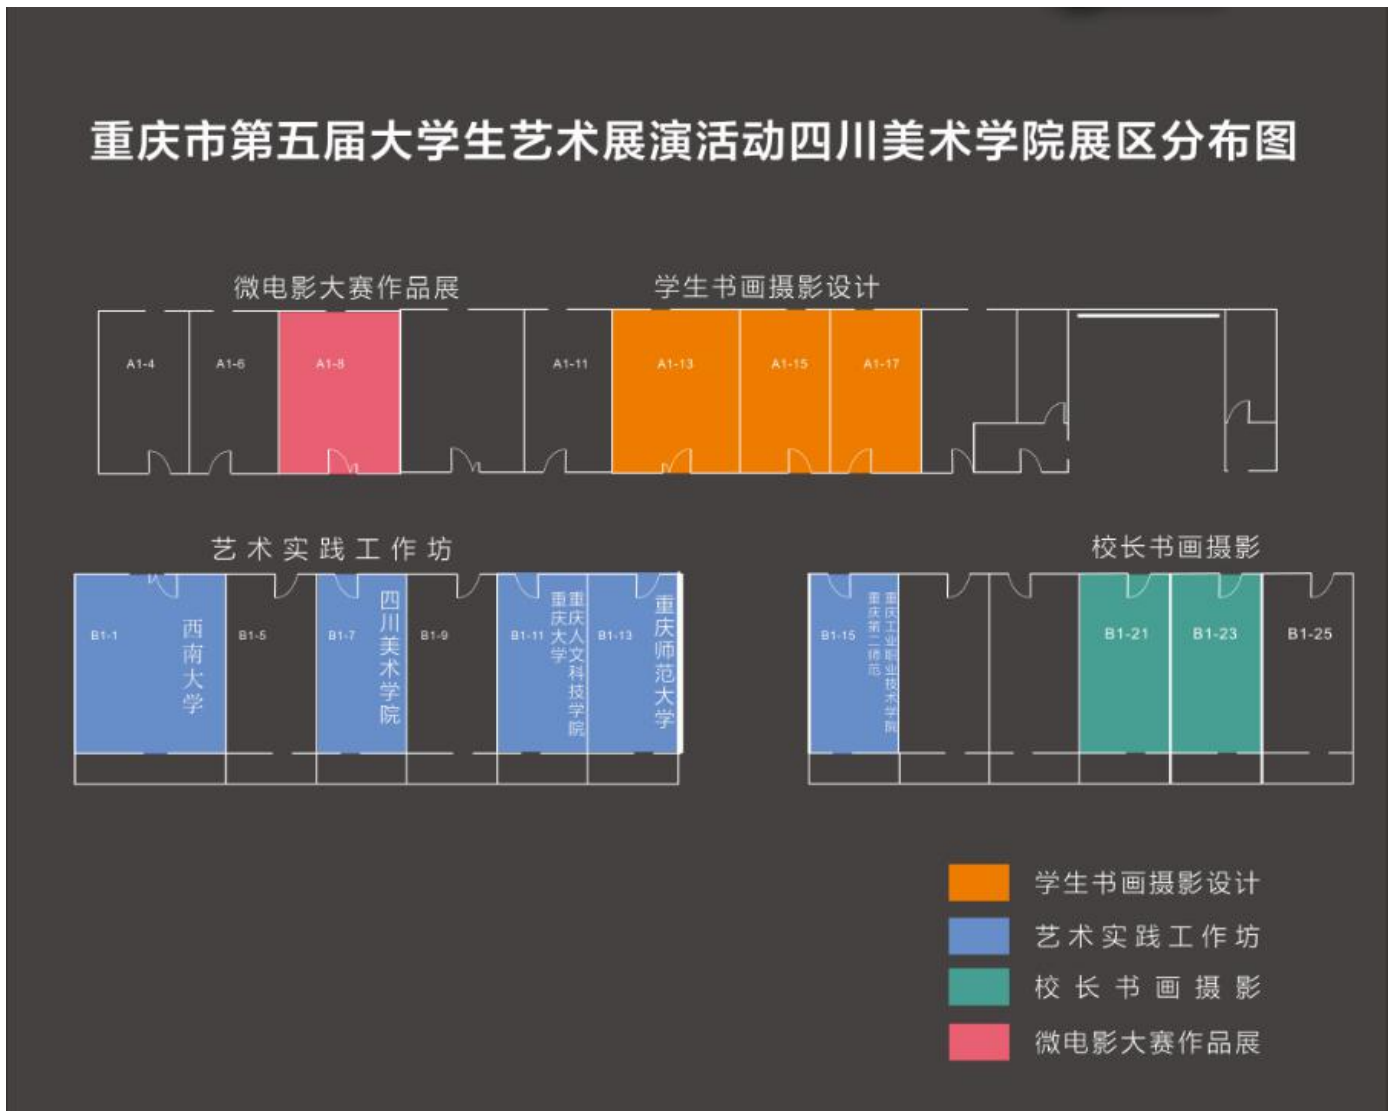 重庆市第五届大学生艺术展演活动四川美术学院展区分布图
微电影大赛作品展
学生书画摄影设计
A1-4
A1-6
A1-8
A1-11
A1-13
A1-15
A1-17
艺术实践工作坊
校长书画摄影
B1-1
西南大学
B1-5
B1-7
四川美术学院
B1-9
B1-11
重庆大学
重庆人文科技学院
B1-13
重庆师范大学
B1-15
重庆第二师范
重庆工业职业技术学院
B1-21
B1-23
B1-25
学生书画摄影设计
艺术实践工作坊
校长书画摄影
微电影大赛作品展